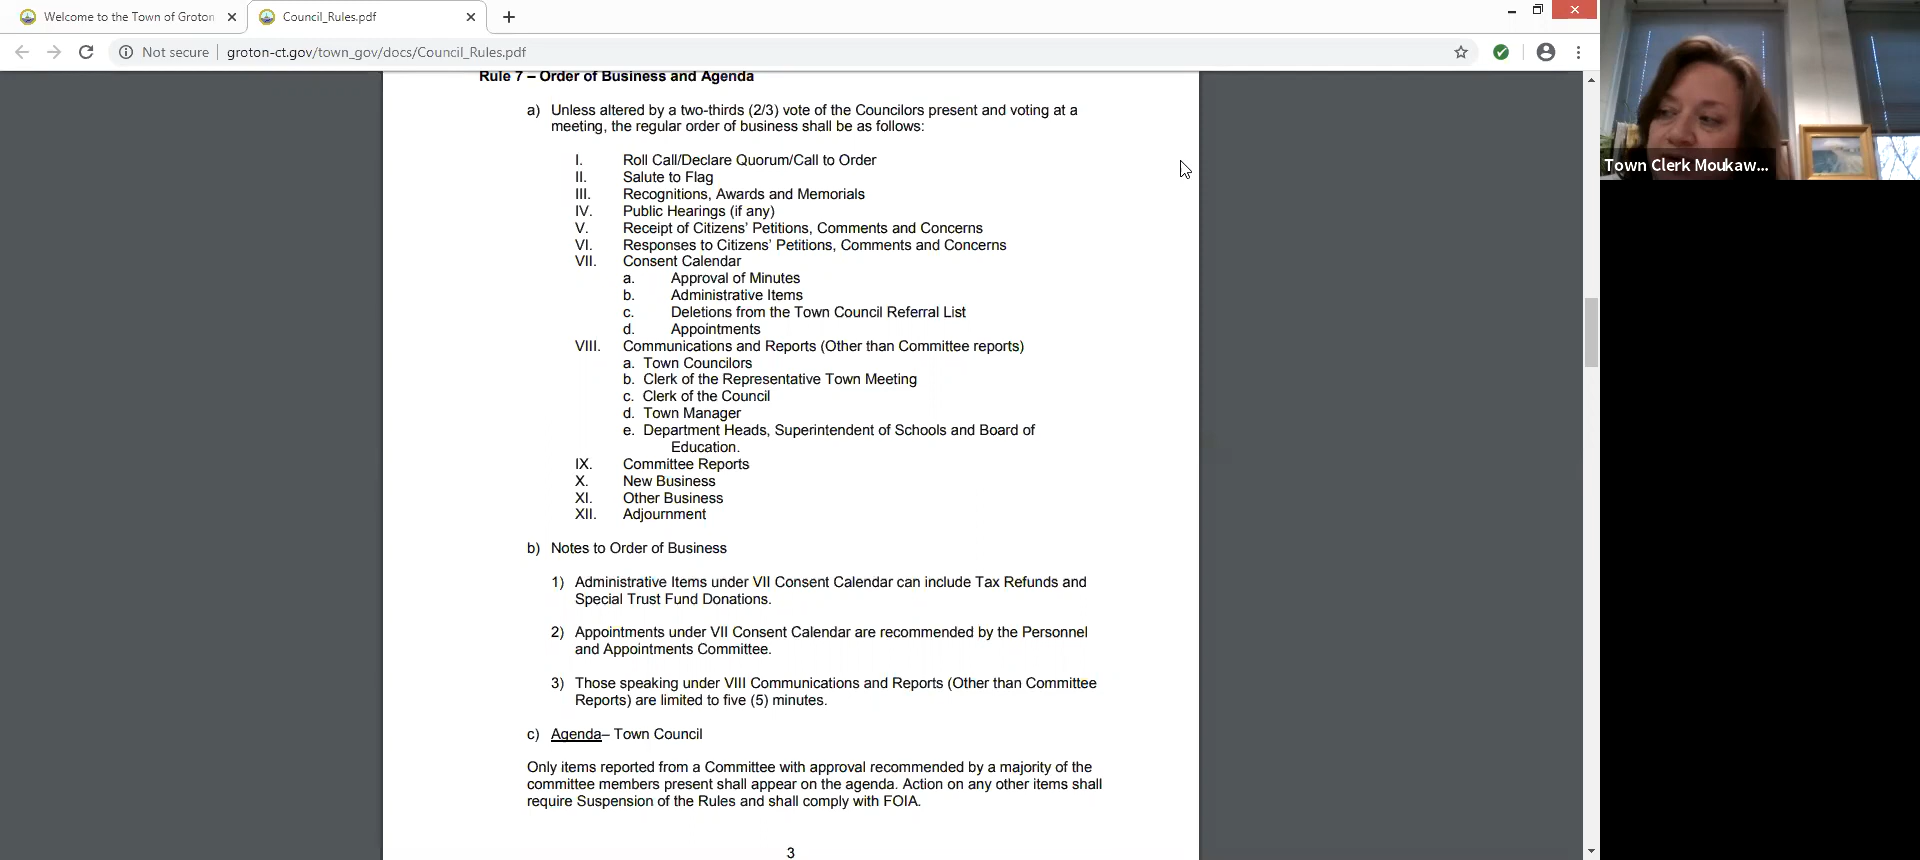 Welcome to the Town of Groton
Council_Rules.pdf
Not secure groton-ct.gov/town_gov/docs/Council_Rules.pdf
Rule 7 – Order of Business and Agenda
a) Unless altered by a two-thirds (2/3) vote of the Councilors present and voting at a
meeting, the regular order of business shall be as follows:
I. Roll Call/Declare Quorum/Call to Order
II. Salute to Flag
III. Recognitions, Awards and Memorials
IV. Public Hearings (if any)
V. Receipt of Citizens' Petitions, Comments and Concerns
VI. Responses to Citizens' Petitions, Comments and Concerns
VII. Consent Calendar
a. Approval of Minutes
b. Administrative Items
c. Deletions from the Town Council Referral List
d. Appointments
VIII. Communications and Reports (Other than Committee reports)
a. Town Councilors
b. Clerk of the Representative Town Meeting
c. Clerk of the Council
d. Town Manager
e. Department Heads, Superintendent of Schools and Board of
Education.
IX. Committee Reports
X. New Business
XI. Other Business
XII. Adjournment
b) Notes to Order of Business
1) Administrative Items under VII Consent Calendar can include Tax Refunds and
Special Trust Fund Donations.
2) Appointments under VII Consent Calendar are recommended by the Personnel
and Appointments Committee.
3) Those speaking under VIII Communications and Reports (Other than Committee
Reports) are limited to five (5) minutes.
c) Agenda– Town Council
Only items reported from a Committee with approval recommended by a majority of the
committee members present shall appear on the agenda. Action on any other items shall
require Suspension of the Rules and shall comply with FOIA.
3
Town Clerk Moukaw...